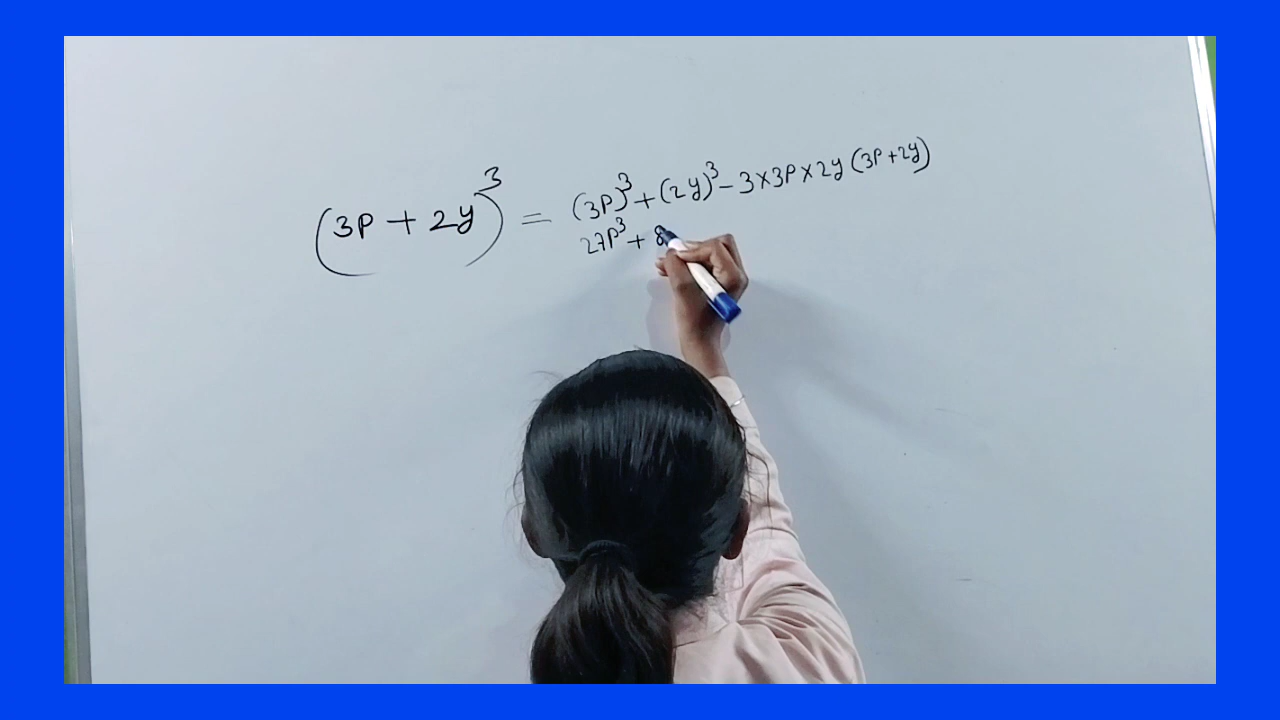 (3P + 2y)³ = (3P)³ + (2y)³ - 3×3P×2y (3P+2y)
27P³ + 8